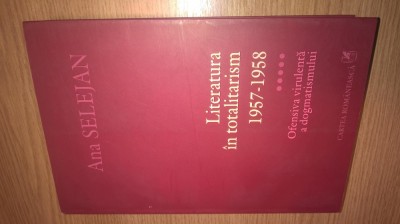 Ana SELEJAN
Literatura
în totalitarism
1957-1958
•••••
Ofensiva virulentă
a dogmatismului
CARTEA ROMÂNEASCĂ